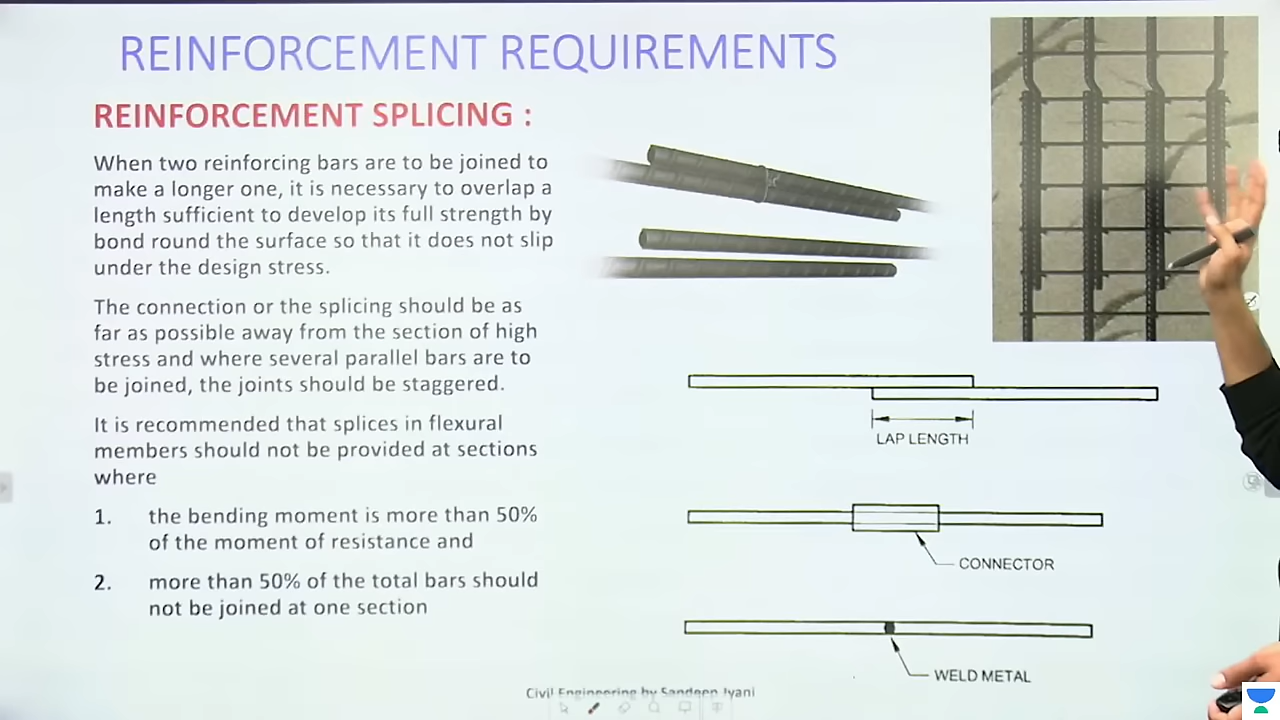 REINFORCEMENT REQUIREMENTS
REINFORCEMENT SPLICING :
When two reinforcing bars are to be joined to
make a longer one, it is necessary to overlap a
length sufficient to develop its full strength by
bond round the surface so that it does not slip
under the design stress.
The connection or the splicing should be as
far as possible away from the section of high
stress and where several parallel bars are to
be joined, the joints should be staggered.
It is recommended that splices in flexural
members should not be provided at sections
where
1. the bending moment is more than 50%
of the moment of resistance and
2. more than 50% of the total bars should
not be joined at one section
LAP LENGTH
CONNECTOR
WELD METAL
Civil Engineering by Sandeep Jyani